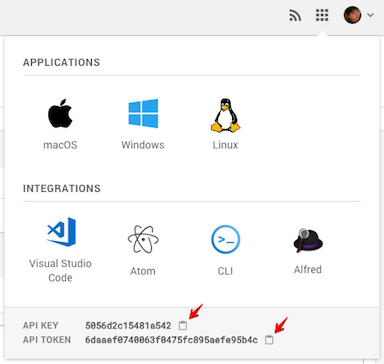 APPLICATIONS
macOS Windows Linux
INTEGRATIONS
Visual Studio Code Atom CLI Alfred
API KEY 5056d2c15481a542
API TOKEN 6daaef0740063f0475fc895aefe95b4c